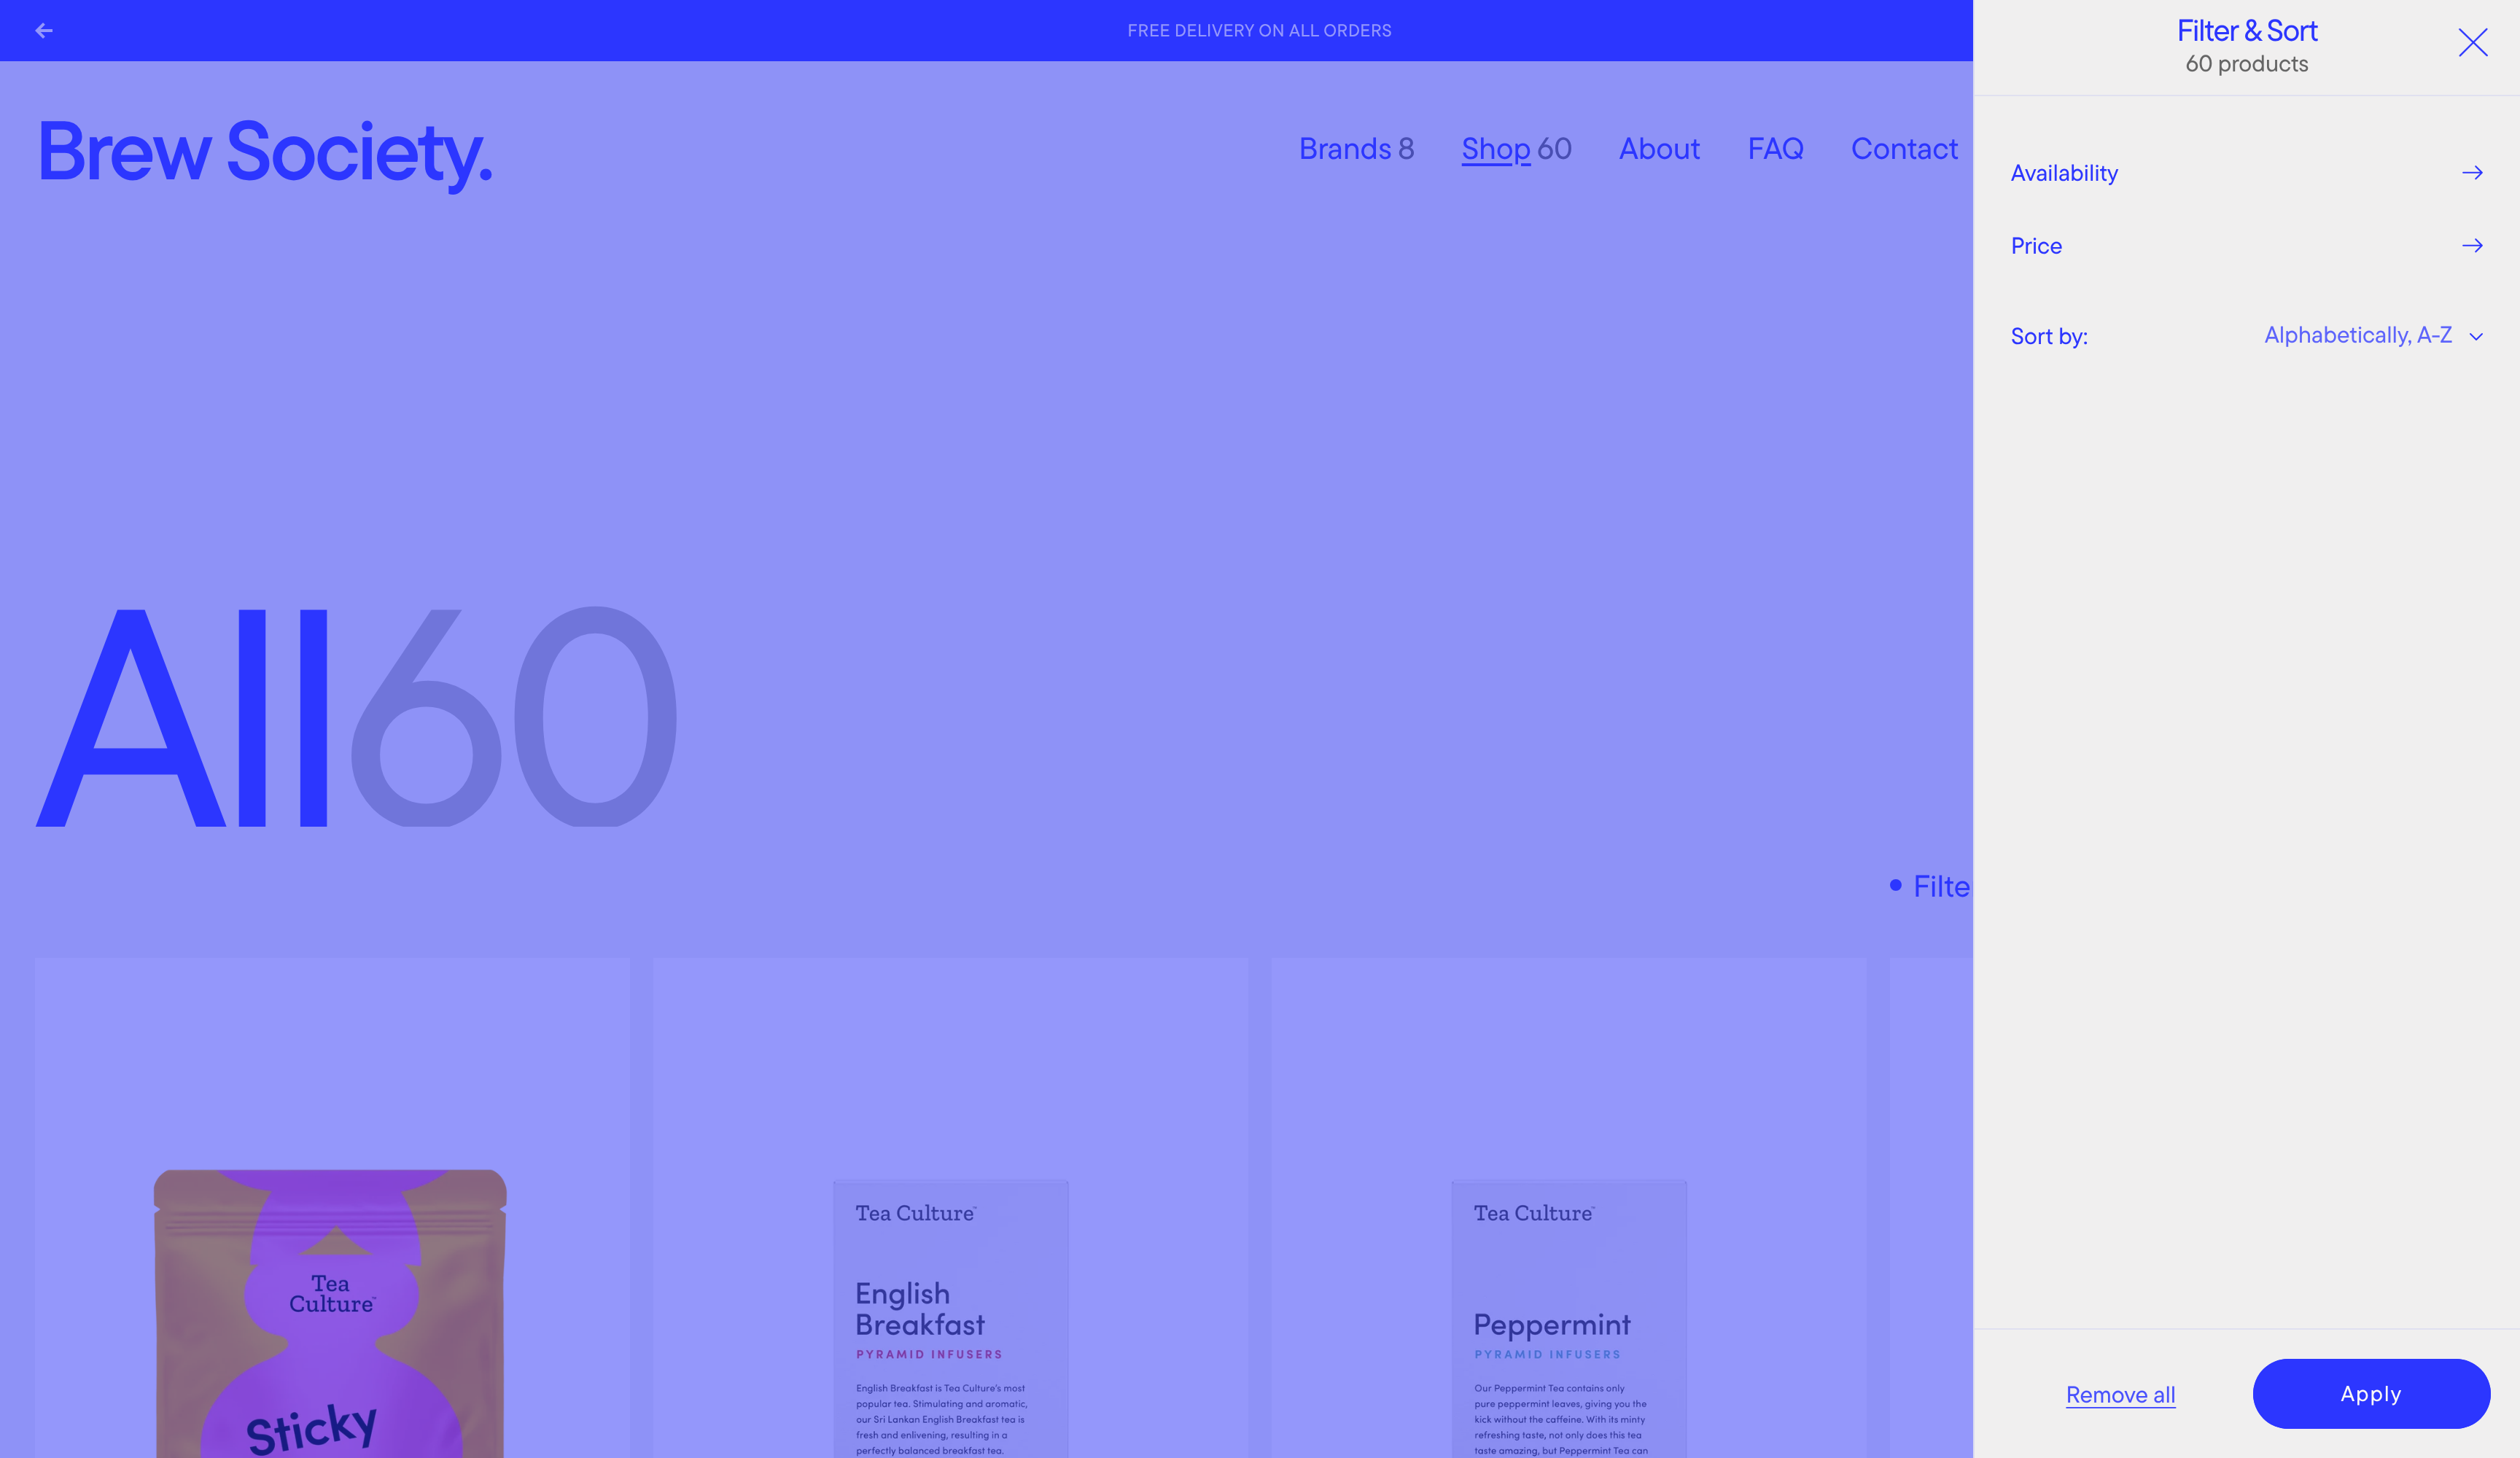 FREE DELIVERY ON ALL ORDERS
Brew Society.
Brands 8
Shop 60
About
FAQ
Contact
All60
Filte
Tea
Culture™
Sticky
Tea Culture™
English
Breakfast
PYRAMID INFUSERS
English Breakfast is Tea Culture's most
popular tea. Stimulating and aromatic,
our Sri Lankan English Breakfast tea is
fresh and enlivening, resulting in a
perfectly balanced breakfast tea.
Tea Culture™
Peppermint
PYRAMID INFUSERS
Our Peppermint Tea contains only
pure peppermint leaves, giving you the
kick without the caffeine. With its minty
refreshing taste, not only does this tea
taste amazing, but Peppermint Tea can
Filter & Sort
60 products
Availability
Price
Sort by:
Alphabetically, A-Z
Remove all
Apply